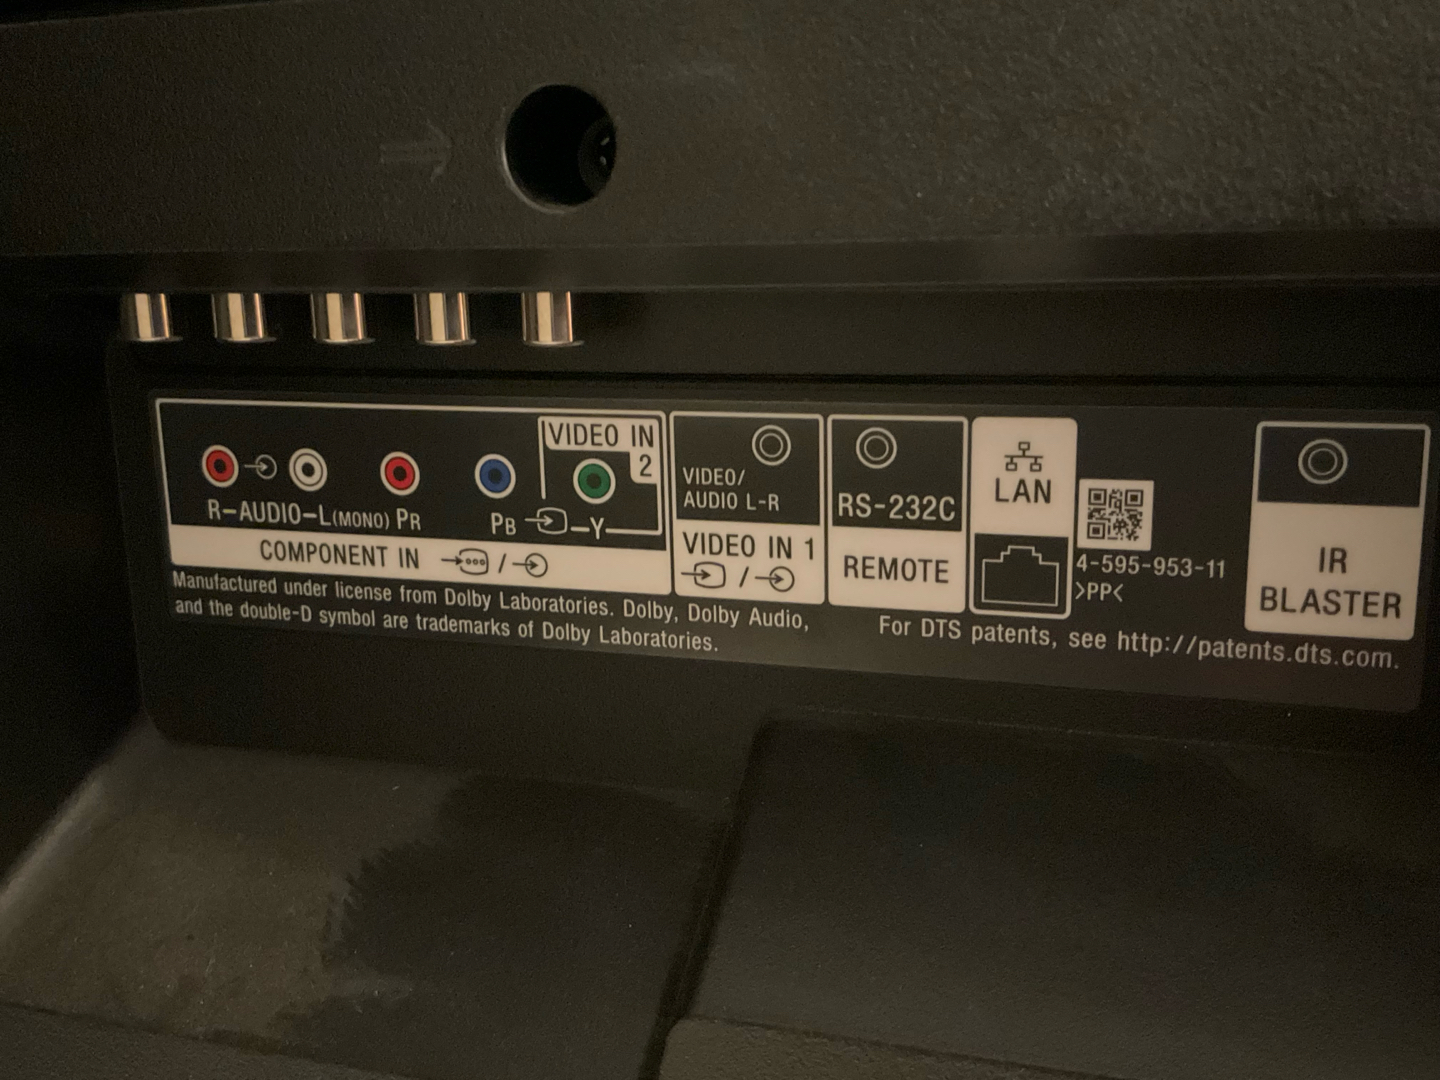 VIDEO IN
2
R-AUDIO-L(MONO) PR
PB -Y
COMPONENT IN /
VIDEO/
AUDIO L-R
VIDEO IN 1
/
RS-232C
REMOTE
LAN
4-595-953-11
>PP<
IR
BLASTER
Manufactured under license from Dolby Laboratories. Dolby, Dolby Audio,
and the double-D symbol are trademarks of Dolby Laboratories.
For DTS patents, see http://patents.dts.com.